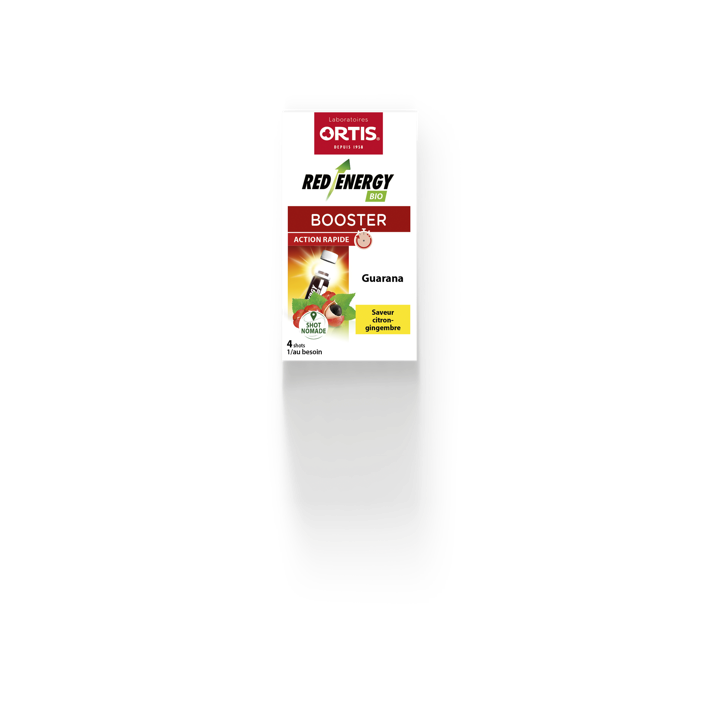 Laboratoires
ORTIS®
DEPUIS 1958
RED ENERGY
BIO
BOOSTER
ACTION RAPIDE
Guarana
Saveur
citron-
gingembre
SHOT
NOMADE
4 shots
1/au besoin